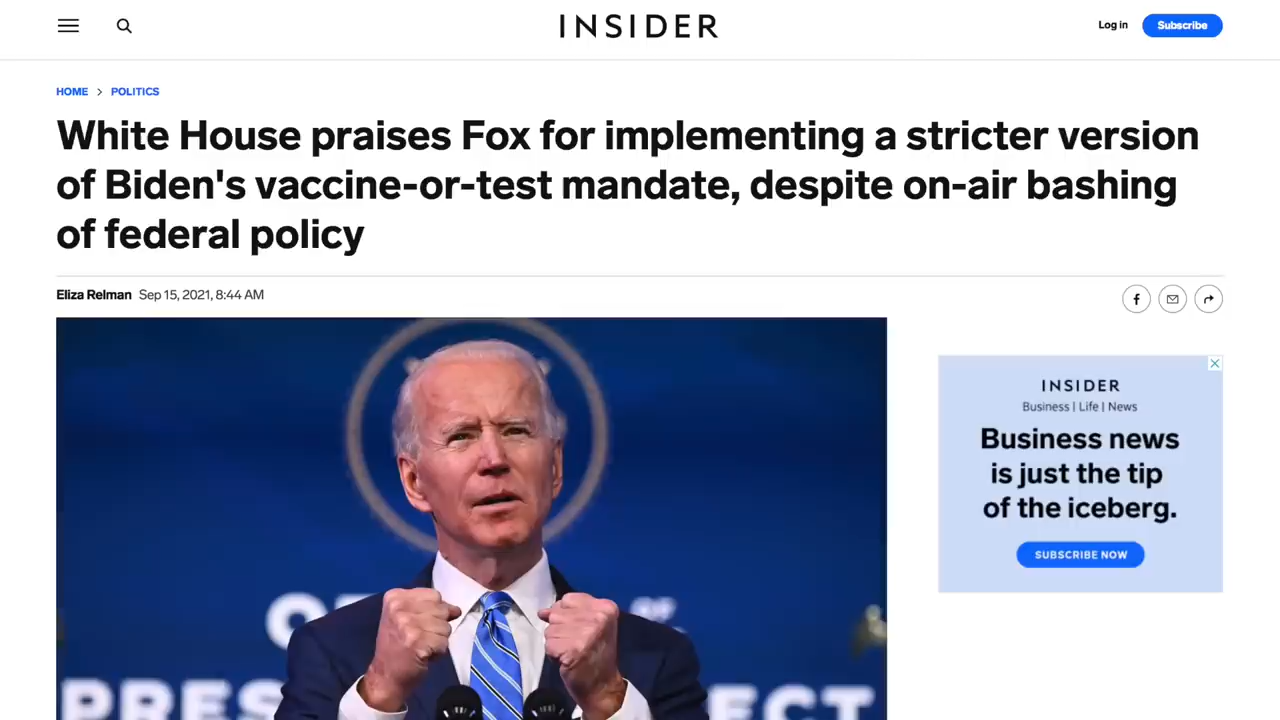 INSIDER
Log in
Subscribe
HOME > POLITICS
White House praises Fox for implementing a stricter version
of Biden's vaccine-or-test mandate, despite on-air bashing
of federal policy
Eliza Relman Sep 15, 2021, 8:44 AM
INSIDER
Business | Life | News
Business news
is just the tip
of the iceberg.
SUBSCRIBE NOW